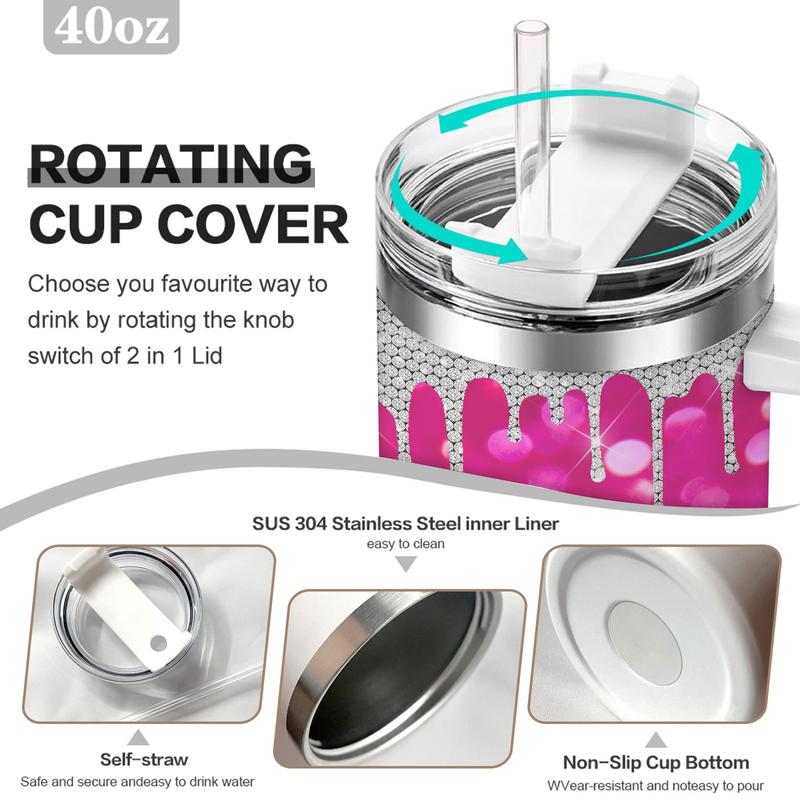 40oz
ROTATING
CUP COVER
Choose you favourite way to
drink by rotating the knob
switch of 2 in 1 Lid
SUS 304 Stainless Steel inner Liner
easy to clean
Self-straw
Safe and secure andeasy to drink water
Non-Slip Cup Bottom
WVear-resistant and noteasy to pour